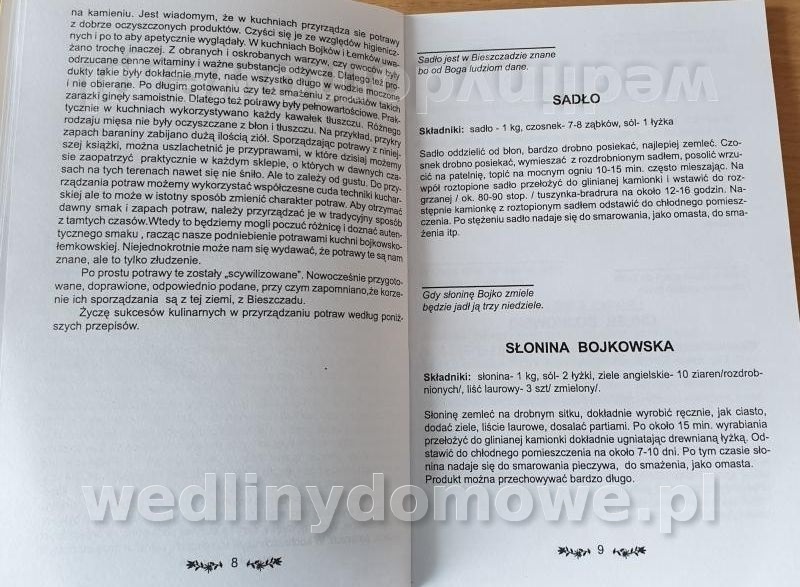 na kamieniu. Jest wiadomym, że w kuchniach przyrządza sie potrawy
z dobrze oczyszczonych produktów. Czyści się je ze względów higienicz-
nych i po to aby apetycznie wyglądały. W kuchniach Bojków i Łemków uwa-
żano trochę inaczej. Z obranych i oskrobanych warzyw, czy owoców były
odrzucane cenne witaminy i ważne substancje odżywcze. Dlatego też pro-
dukty takie były dokładnie myte, nade wszystko długo w wodzie moczone
i nie obierane. Po długim gotowaniu czy też smażeniu z produktów takich
zarazki ginęły samoistnie. Dlatego też potrawy były pełnowartościowe. Prak-
tycznie w kuchniach wykorzystywano każdy kawałek tłuszczu. Różnego
rodzaju mięsa nie były oczyszczane z błon i tłuszczu. Na przykład, przykry
zapach baraniny zabijano dużą ilością ziół. Sporządzając potrawy z niniej-
szej książki, można uszlachetnić je przyprawami, w które dzisiaj możemy
sie zaopatrzyć praktycznie w każdym sklepie, o których w dawnych cza-
sach na tych terenach nawet się nie śniło. Ale to zależy od gustu. Do przy-
rządzania potraw możemy wykorzystać współczesne cuda techniki kuchar-
skiej ale to może w istotny sposób zmienić charakter potraw. Aby otrzymać
dawny smak i zapach potraw, należy przyrządzać je w tradycyjny sposób
z tamtych czasów.Wtedy to będziemy mogli poczuć różnicę i doznać auten-
tycznego smaku , racząc nasze podniebienie potrawami kuchni bojkowsko-
łemkowskiej. Niejednokrotnie może nam się wydawać, że potrawy te są nam
znane, ale to tylko złudzenie.
Po prostu potrawy te zostały „scywilizowane”, Nowocześnie przygoto-
wane, doprawione, odpowiednio podane, przy czym zapomniano,że korze-
nie ich sporządzania są z tej ziemi, z Bieszczadu.
Życzę sukcesów kulinarnych w przyrządzaniu potraw według poniż-
szych przepisów.
8
Sadło jest w Bieszczadzie znane
bo od Boga ludziom dane.
SADŁO
Składniki: sadło - 1 kg, czosnek- 7-8 ząbków, sól- 1 łyżka
Sadło oddzielić od błon, bardzo drobno posiekać, najlepiej zemleć. Czo-
snek drobno posiekać, wymieszać z rozdrobnionym sadłem, posolić wrzu-
cić na patelnię, topić na mocnym ogniu 10-15 min. często mieszając. Na
wpół roztopione sadło przełożyć do glinianej kamionki i wstawić do roz-
grzanej / ok. 80-90 stop. / tuszynka-bradrura na około 12-16 godzin. Na-
stępnie kamionkę z roztopionym sadłem odstawić do chłodnego pomiesz-
czenia. Po stężeniu sadło nadaje się do smarowania, jako omasta, do sma-
żenia itp.
Gdy słoninę Bojko zmiele
będzie jadł ją trzy niedziele.
SŁONINA BOJKOWSKA
Składniki: słonina- 1 kg, sól- 2 łyżki, ziele angielskie- 10 ziaren/rozdrob-
nionych/, liść laurowy- 3 szt/ zmielony/.
Słoninę zemleć na drobnym sitku, dokładnie wyrobić ręcznie, jak ciasto,
dodać ziele, liście laurowe, dosalać partiami. Po około 15 min. wyrabiania
przełożyć do glinianej kamionki dokładnie ugniatając drewnianą łyżką. Od-
stawić do chłodnego pomieszczenia na około 7-10 dni. Po tym czasie sło-
nina nadaje się do smarowania pieczywa, do smażenia, jako omasta.
Produkt można przechowywać bardzo długo.
9
wedlinydomowe.pl
wedlinydomowe.pl